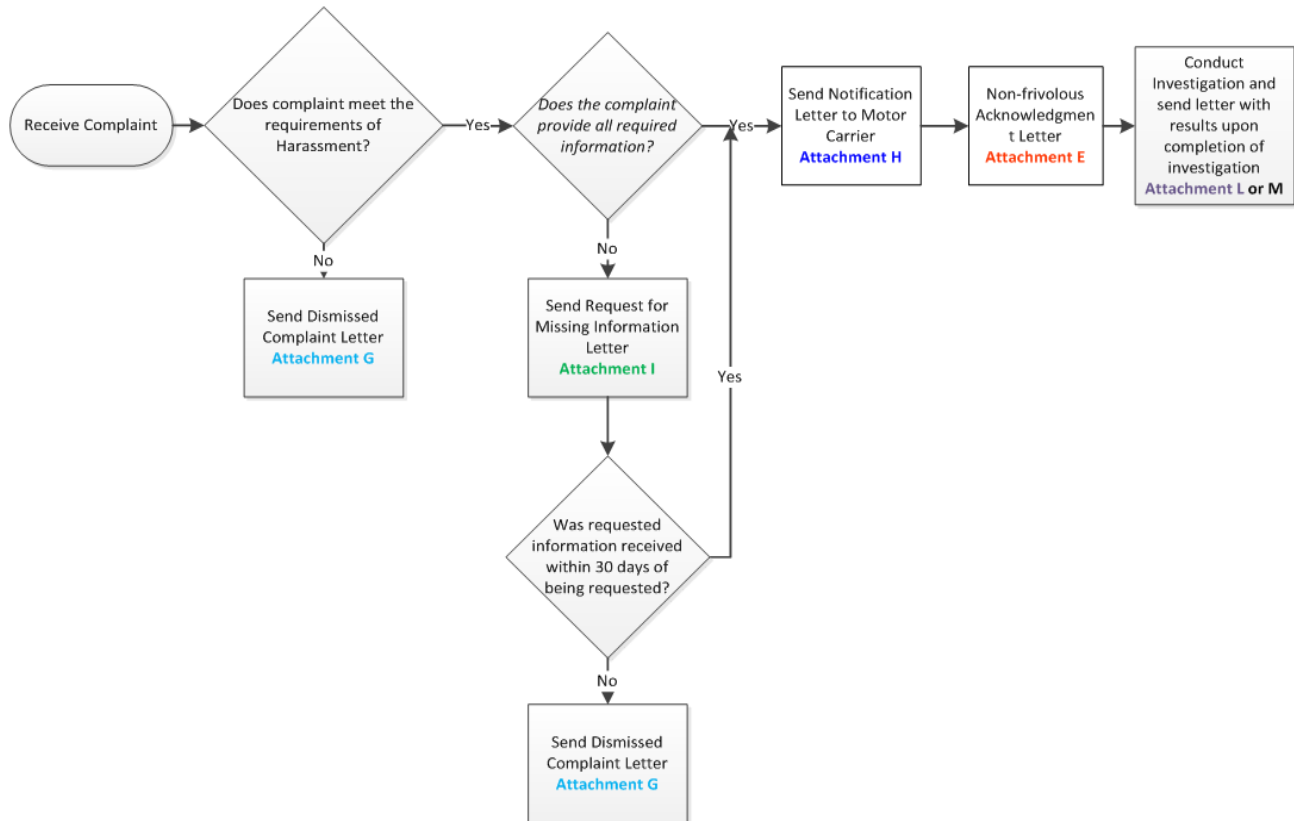 Receive Complaint
Does complaint meet the
requirements of
Harassment?
Yes
No
Send Dismissed
Complaint Letter
Attachment G
Does the complaint
provide all required
information?
Yes
No
Send Request for
Missing Information
Letter
Attachment I
Was requested
information received
within 30 days of
being requested?
Yes
No
Send Dismissed
Complaint Letter
Attachment G
Send Notification
Letter to Motor
Carrier
Attachment H
Non-frivolous
Acknowledgmen
t Letter
Attachment E
Conduct
Investigation and
send letter with
results upon
completion of
investigation
Attachment L or M